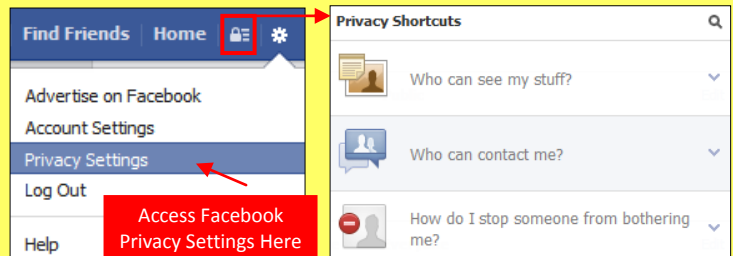 Find Friends Home
Advertise on Facebook
Account Settings
Privacy Settings
Log Out
Help
Access Facebook
Privacy Settings Here
Privacy Shortcuts
Who can see my stuff?
Who can contact me?
How do I stop someone from bothering
me?